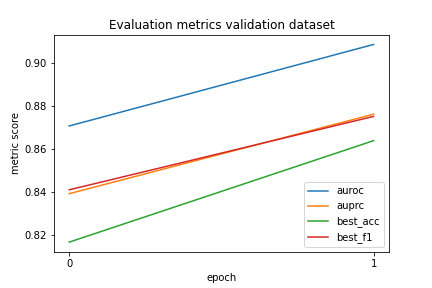 Evaluation metrics validation dataset
metric score
0.90
0.88
0.86
0.84
0.82
auroc
auprc
best_acc
best_f1
0
1
epoch